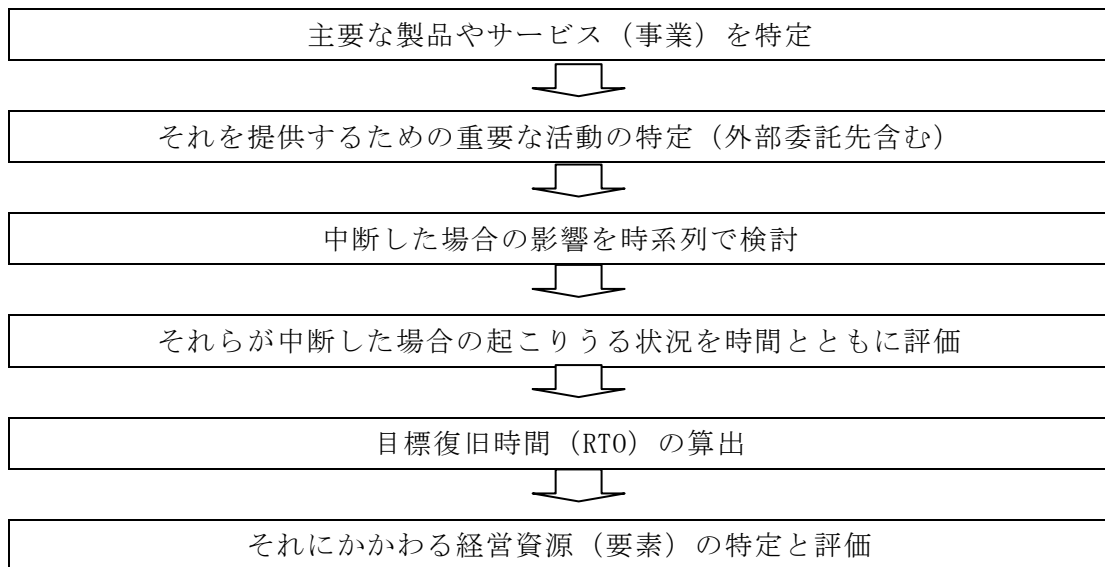 主要な製品やサービス（事業）を特定
それを提供するための重要な活動の特定（外部委託先含む）
中断した場合の影響を時系列で検討
それらが中断した場合の起こりうる状況を時間とともに評価
目標復旧時間（RTO）の算出
それにかかわる経営資源（要素）の特定と評価